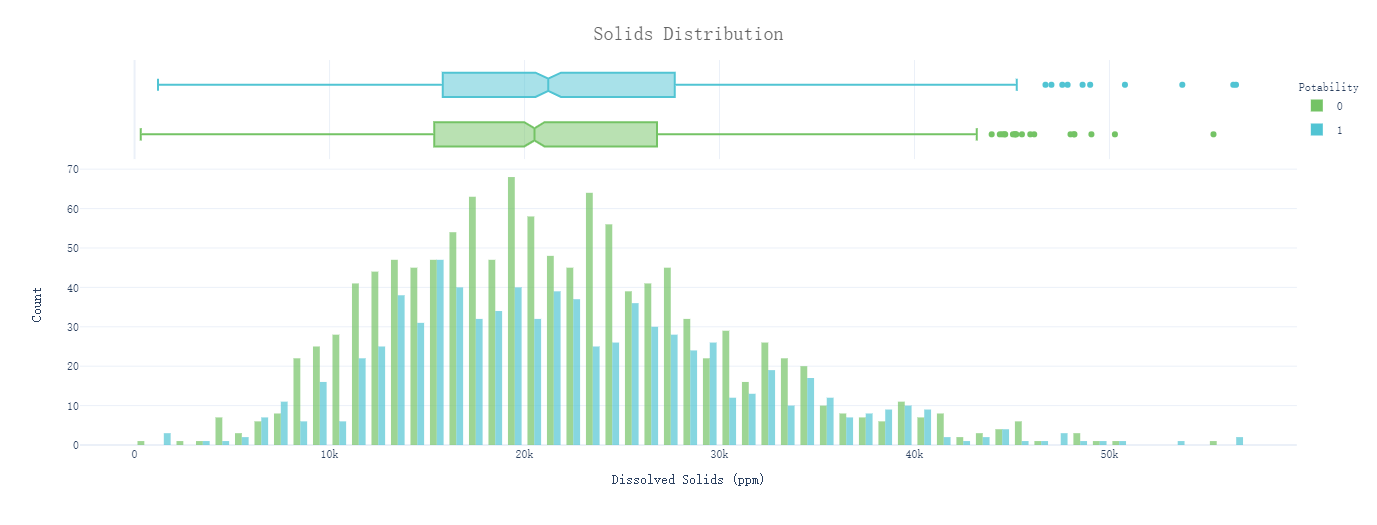 Solids Distribution
Potability
0
1
70
60
50
40
30
20
10
0
Count
0 10k 20k 30k 40k 50k
Dissolved Solids (ppm)